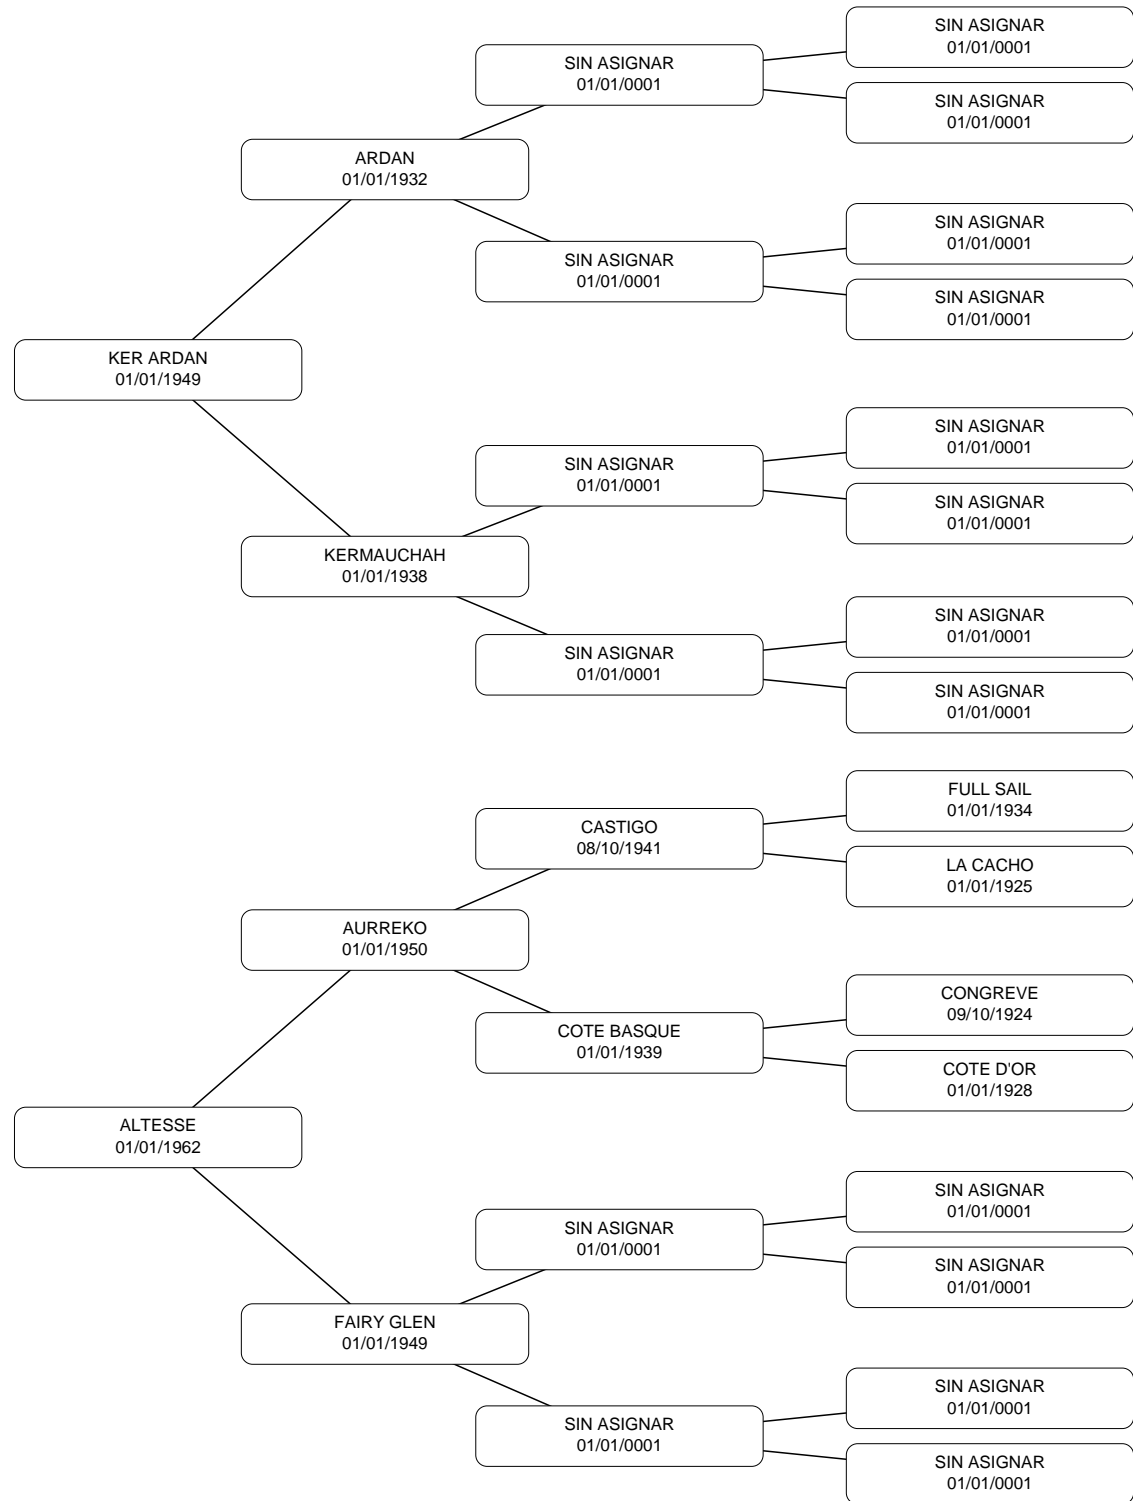 SIN ASIGNAR
01/01/0001
SIN ASIGNAR
01/01/0001
SIN ASIGNAR
01/01/0001
ARDAN
01/01/1932
SIN ASIGNAR
01/01/0001
SIN ASIGNAR
01/01/0001
SIN ASIGNAR
01/01/0001
KER ARDAN
01/01/1949
SIN ASIGNAR
01/01/0001
SIN ASIGNAR
01/01/0001
SIN ASIGNAR
01/01/0001
KERMAUCHAH
01/01/1938
SIN ASIGNAR
01/01/0001
SIN ASIGNAR
01/01/0001
SIN ASIGNAR
01/01/0001
FULL SAIL
01/01/1934
CASTIGO
08/10/1941
LA CACHO
01/01/1925
AURREKO
01/01/1950
CONGREVE
09/10/1924
COTE BASQUE
01/01/1939
COTE D'OR
01/01/1928
ALTESSE
01/01/1962
SIN ASIGNAR
01/01/0001
SIN ASIGNAR
01/01/0001
SIN ASIGNAR
01/01/0001
FAIRY GLEN
01/01/1949
SIN ASIGNAR
01/01/0001
SIN ASIGNAR
01/01/0001
SIN ASIGNAR
01/01/0001